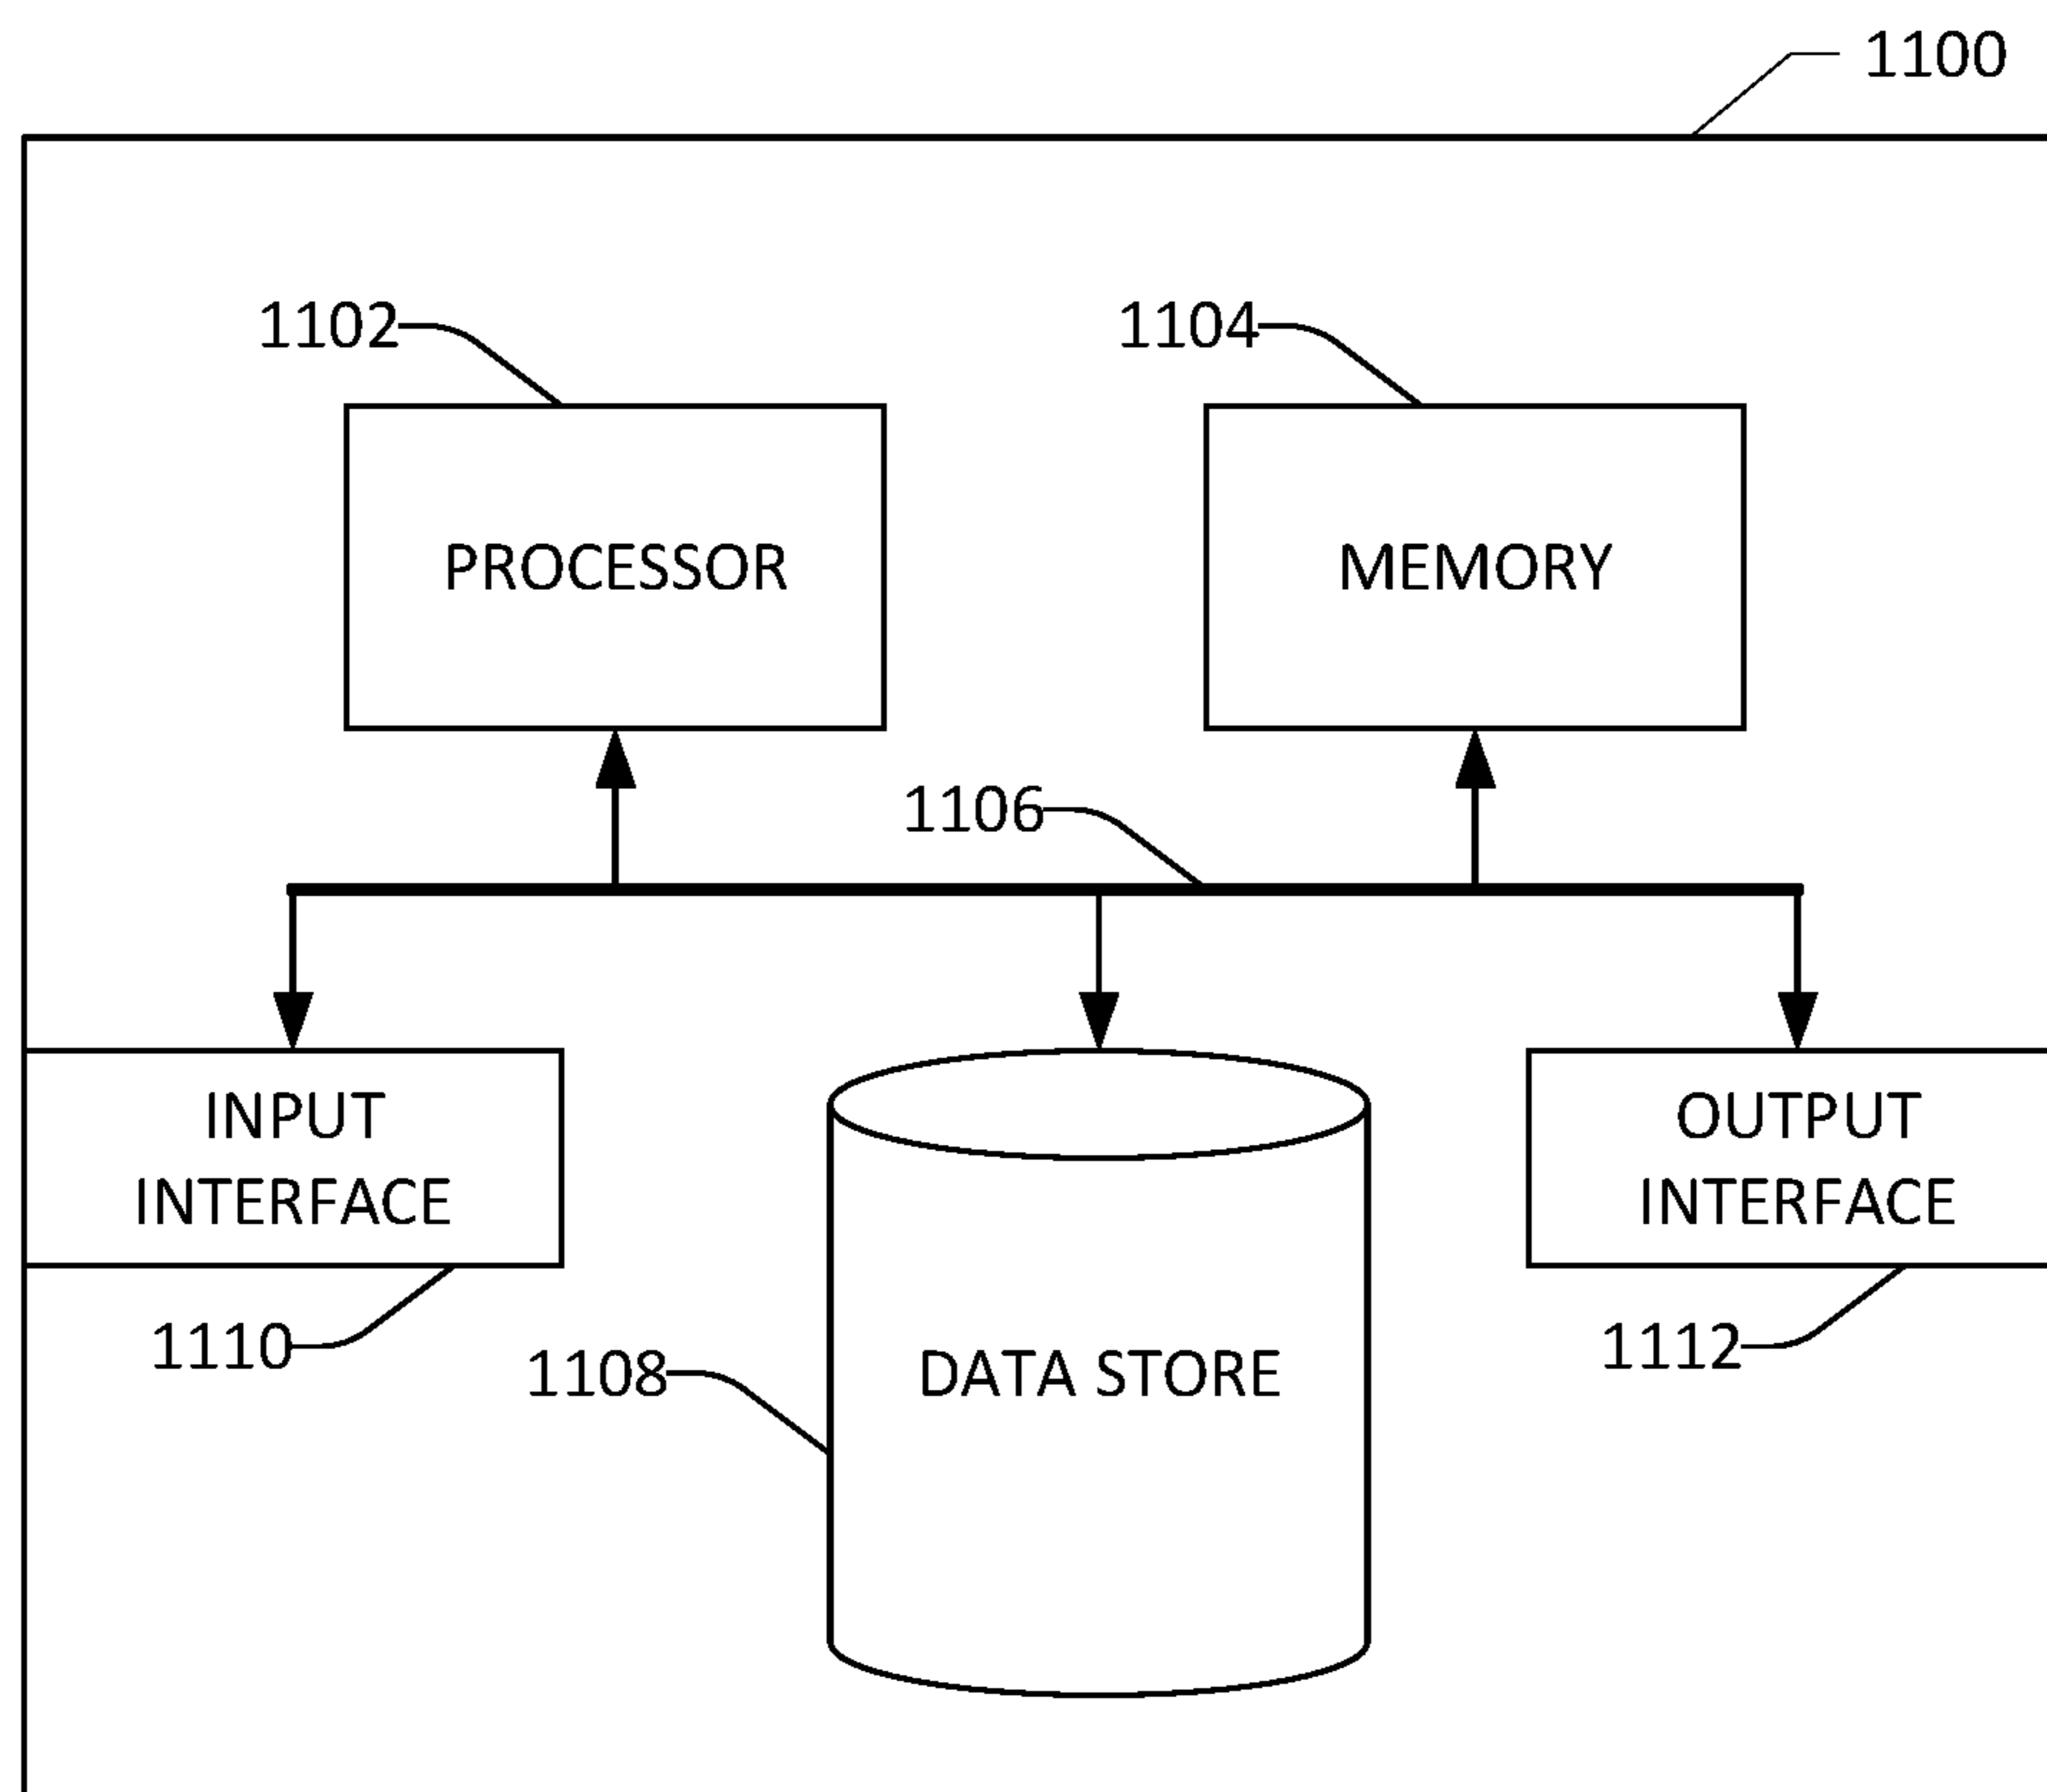 1100
1102
1104
PROCESSOR
MEMORY
1106
INPUT
INTERFACE
OUTPUT
INTERFACE
1110
1108
DATA STORE
1112